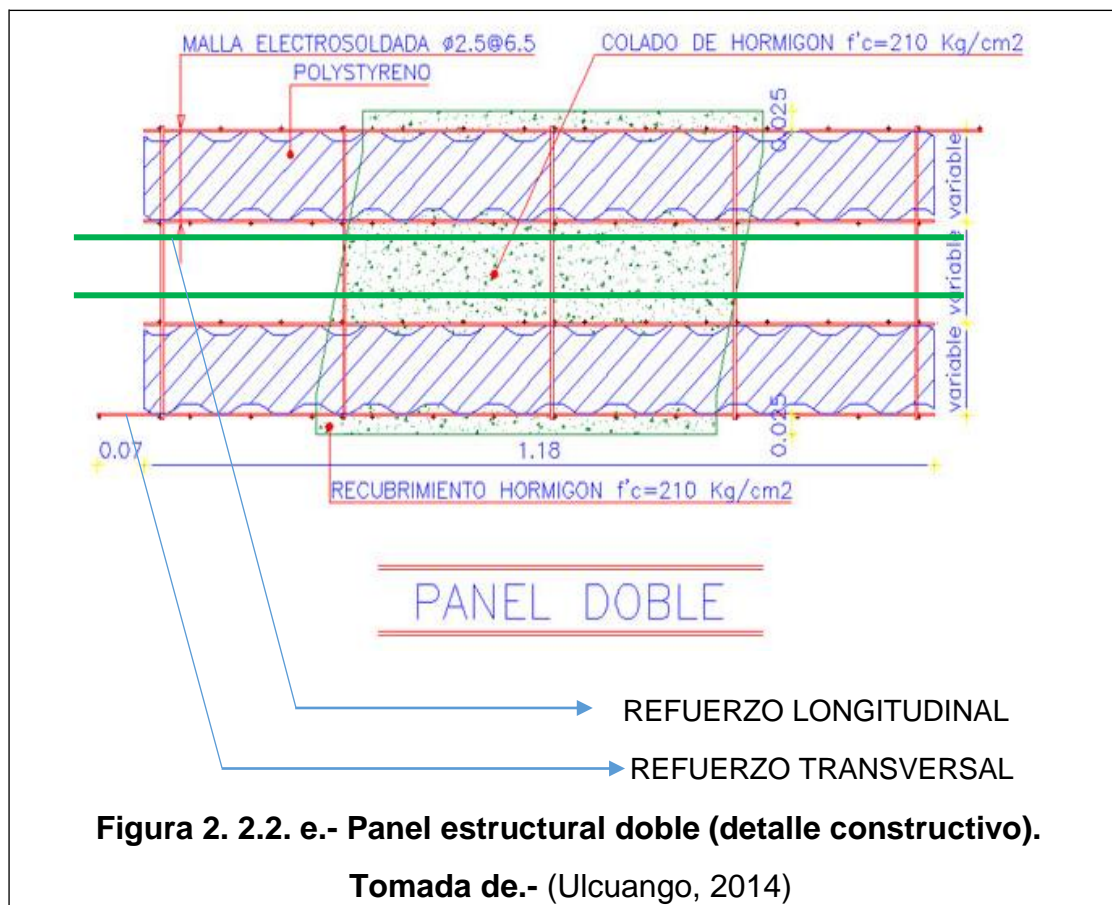 MALLA ELECTROSOLDADA ø2.5@6.5
COLADO DE HORMIGON f'c=210 Kg/cm2
POLYSTYRENO
0.025
variable
variable
variable
0.025
0.07
1.18
RECUBRIMIENTO HORMIGON f'c=210 Kg/cm2
PANEL DOBLE
REFUERZO LONGITUDINAL
REFUERZO TRANSVERSAL
Figura 2. 2.2. e.- Panel estructural doble (detalle constructivo).
Tomada de.- (Ulcuango, 2014)